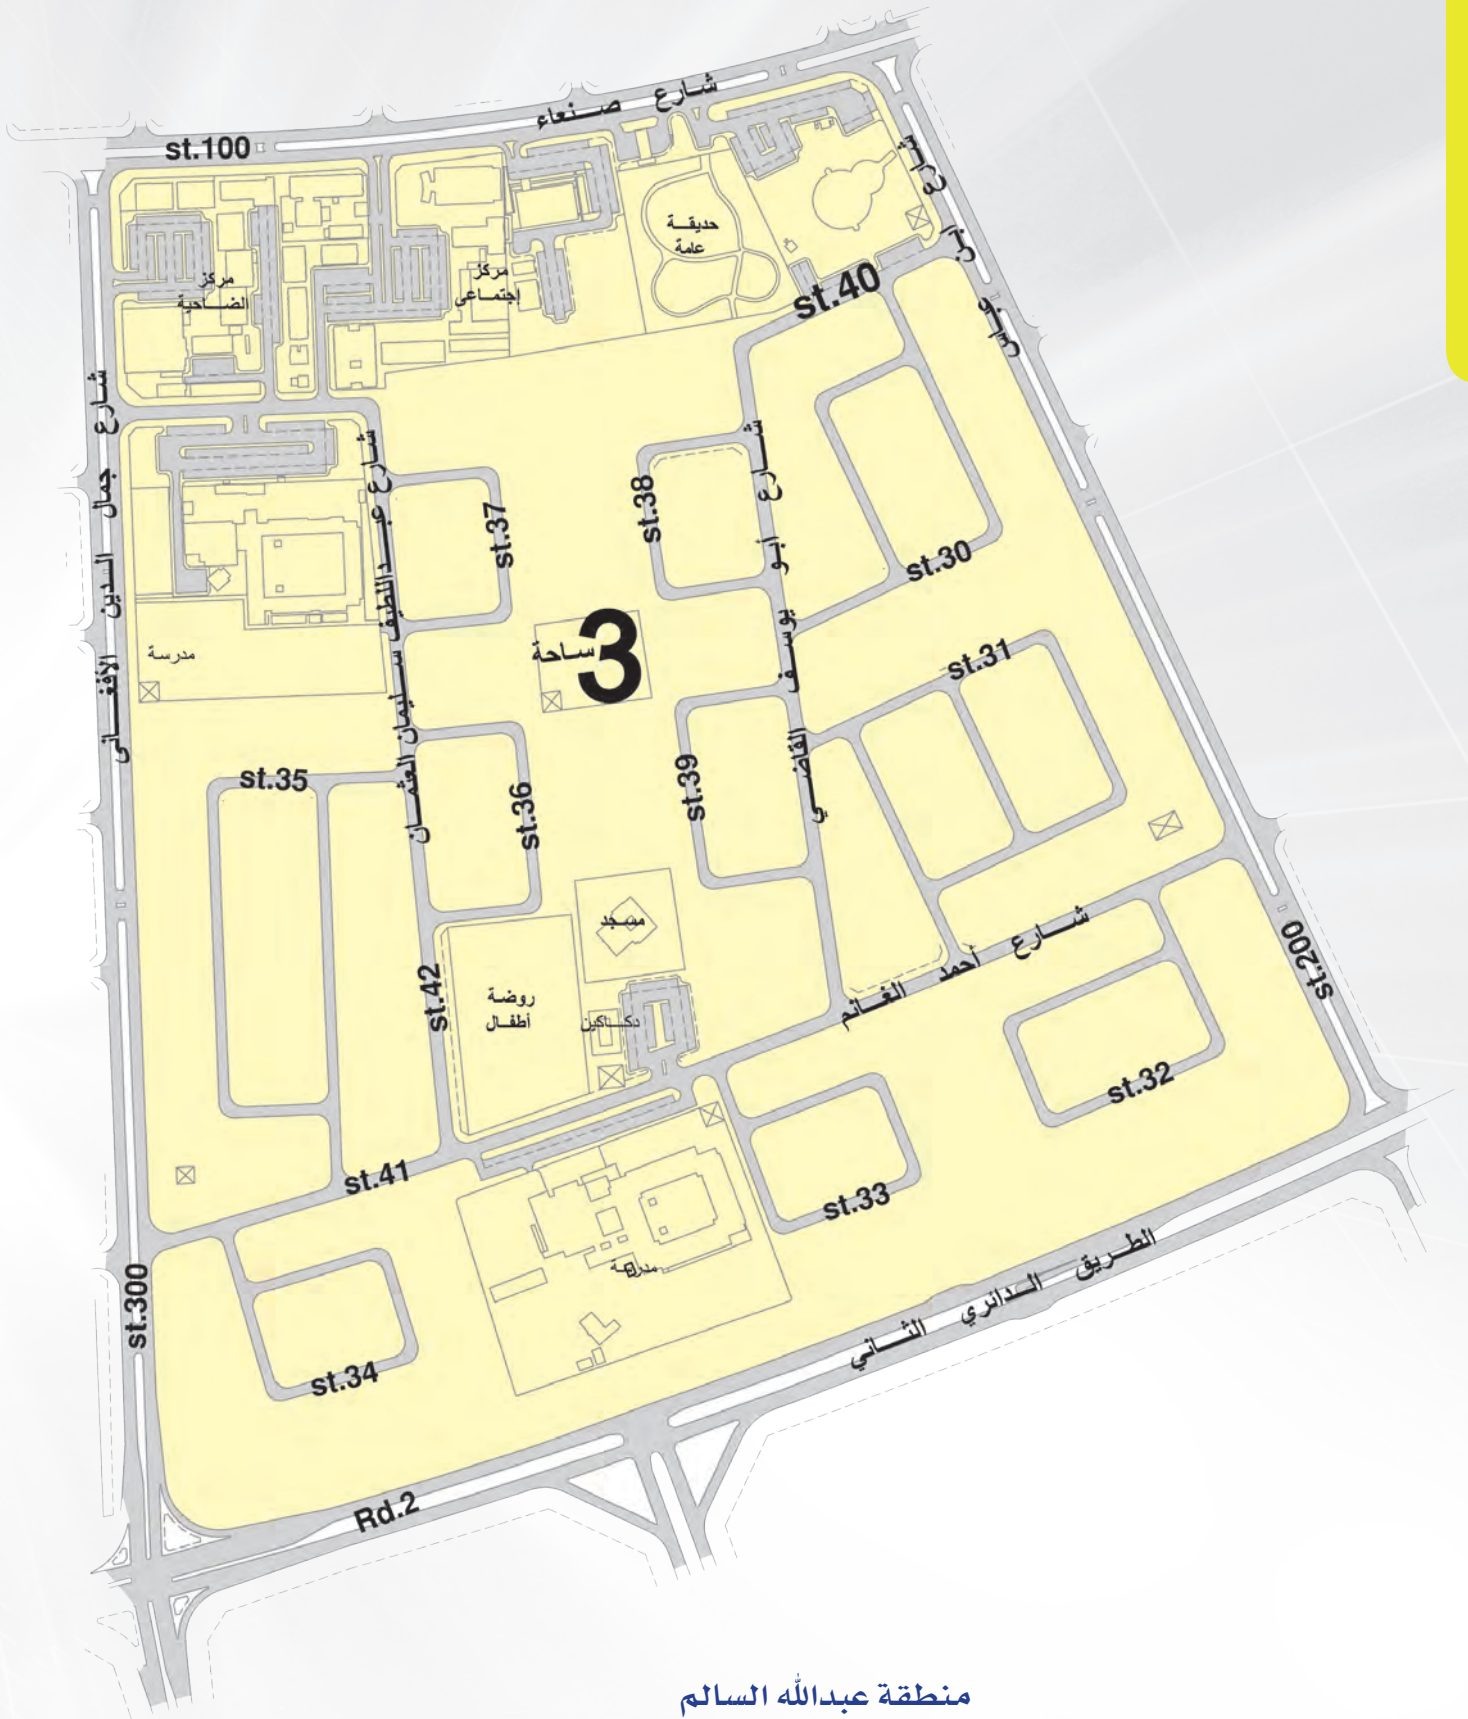 شارع صنعاء
st.100
شارع ابن عباس
حديقة
عامة
مركز
الضاحية
مركز
إجتماعي
st.40
شارع جمال الدين الأفغاني
شارع عبداللطيف سليمان العثمان
شارع أبو يوسف القاضي
st.37
st.38
st.30
3
ساحة
مدرسة
st.31
st.35
st.36
st.39
مسجد
شارع أحمد الغانم
st.200
st.42
روضة
أطفال
دكاكين
st.32
st.41
st.33
مدرسة
الطريق الدائري الثاني
st.300
st.34
Rd.2
منطقة عبدالله السالم